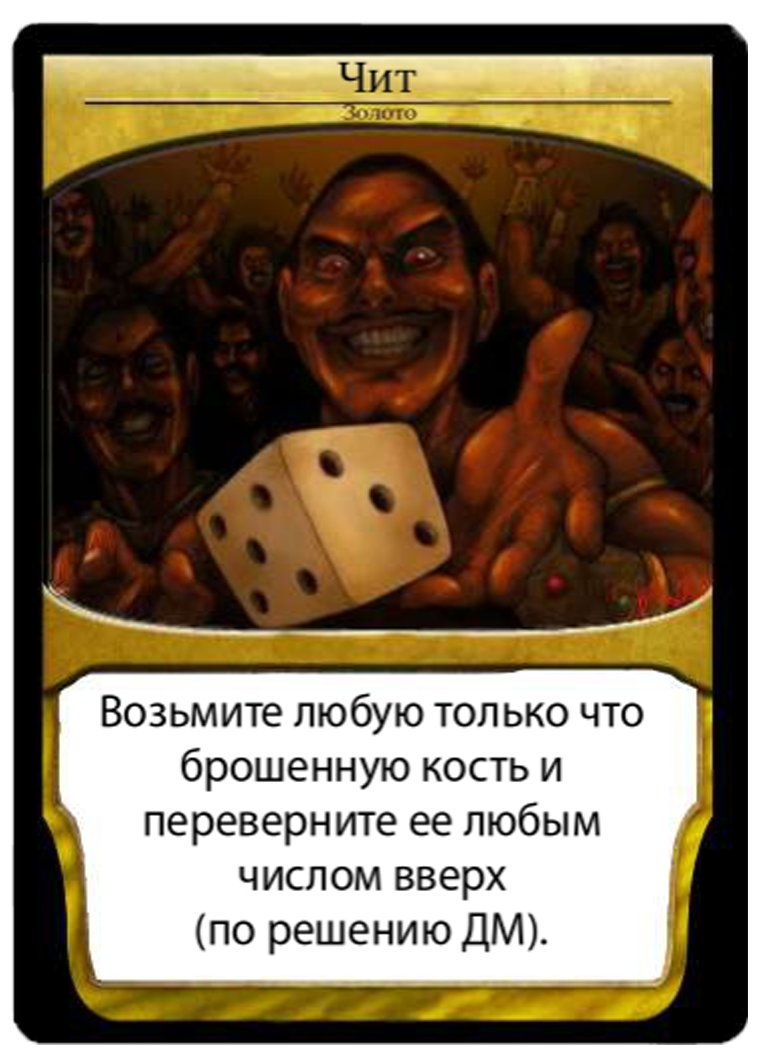 Чит
Золото
Возьмите любую только что
брошенную кость и
переверните ее любым
числом вверх
(по решению ДМ).